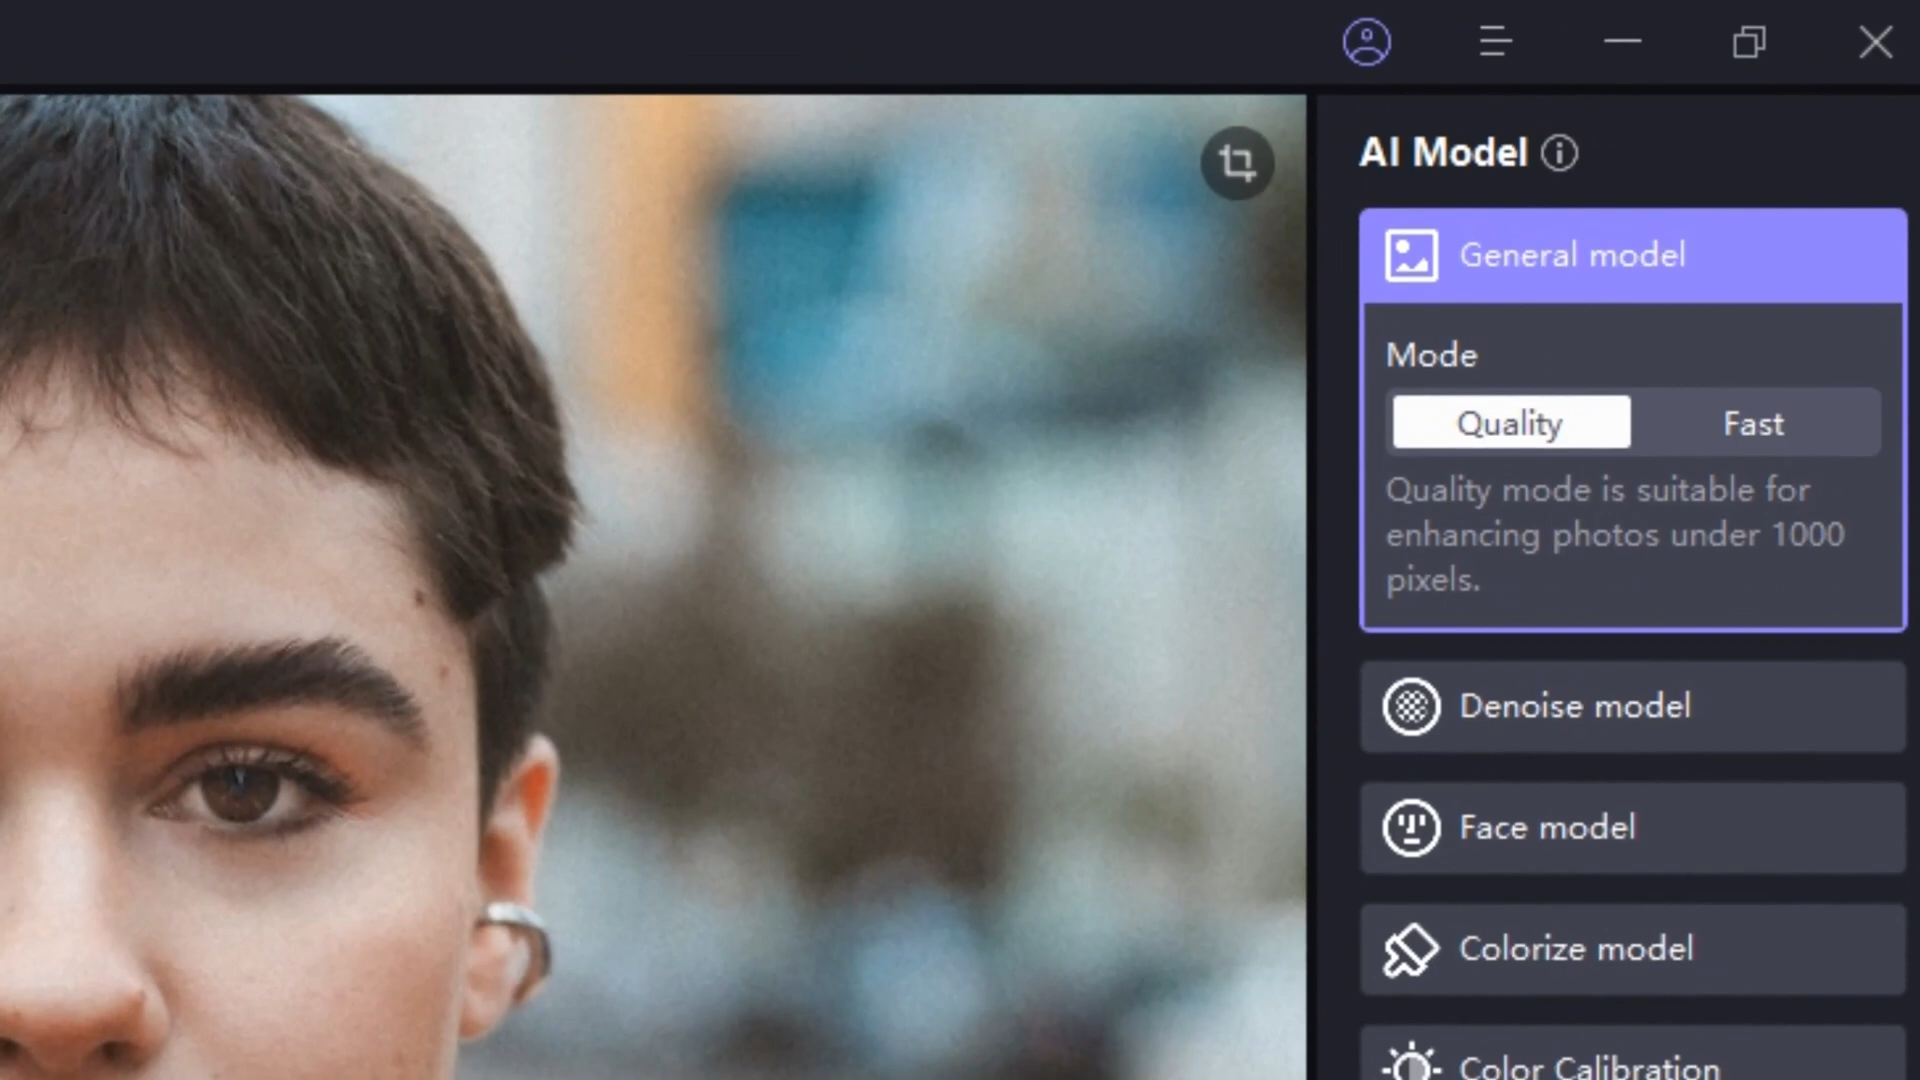 AI Model
General model
Mode
Quality Fast
Quality mode is suitable for
enhancing photos under 1000
pixels.
Denoise model
Face model
Colorize model
Color Calibration